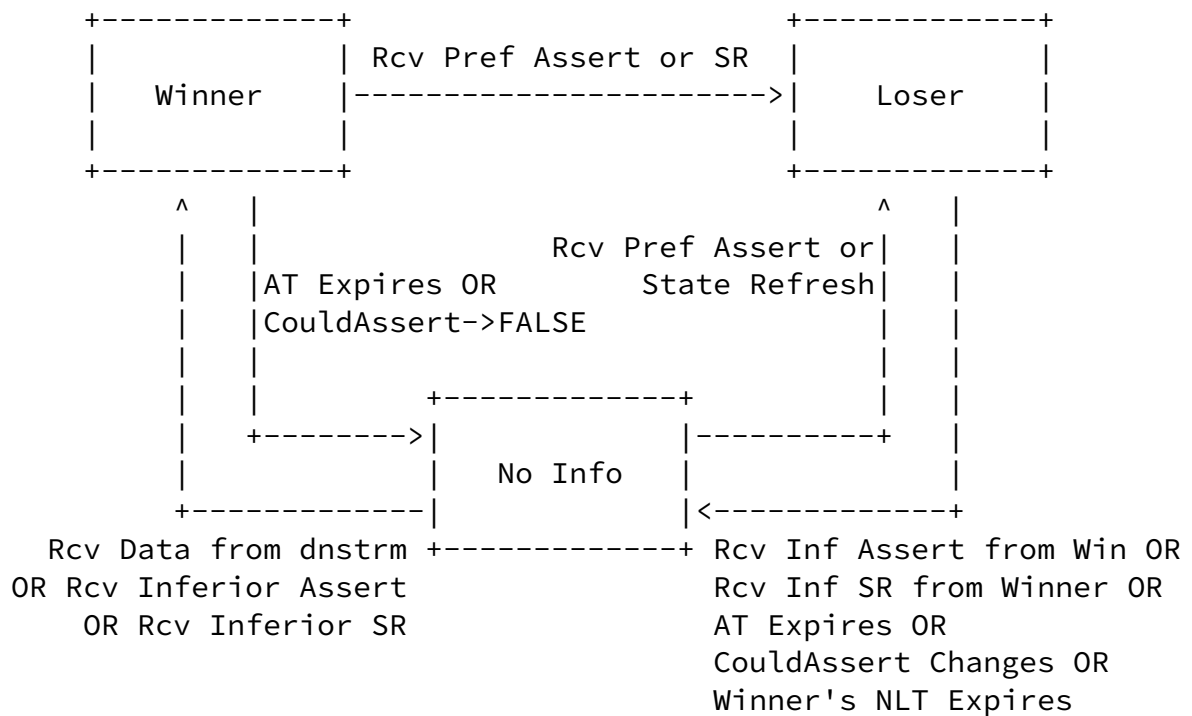 Rcv Pref Assert or SR
Winner
Loser
Rcv Pref Assert or
AT Expires OR
State Refresh
CouldAssert->FALSE
No Info
Rcv Data from dnstrm
OR Rcv Inferior Assert
OR Rcv Inferior SR
Rcv Inf Assert from Win OR
Rcv Inf SR from Winner OR
AT Expires OR
CouldAssert Changes OR
Winner's NLT Expires